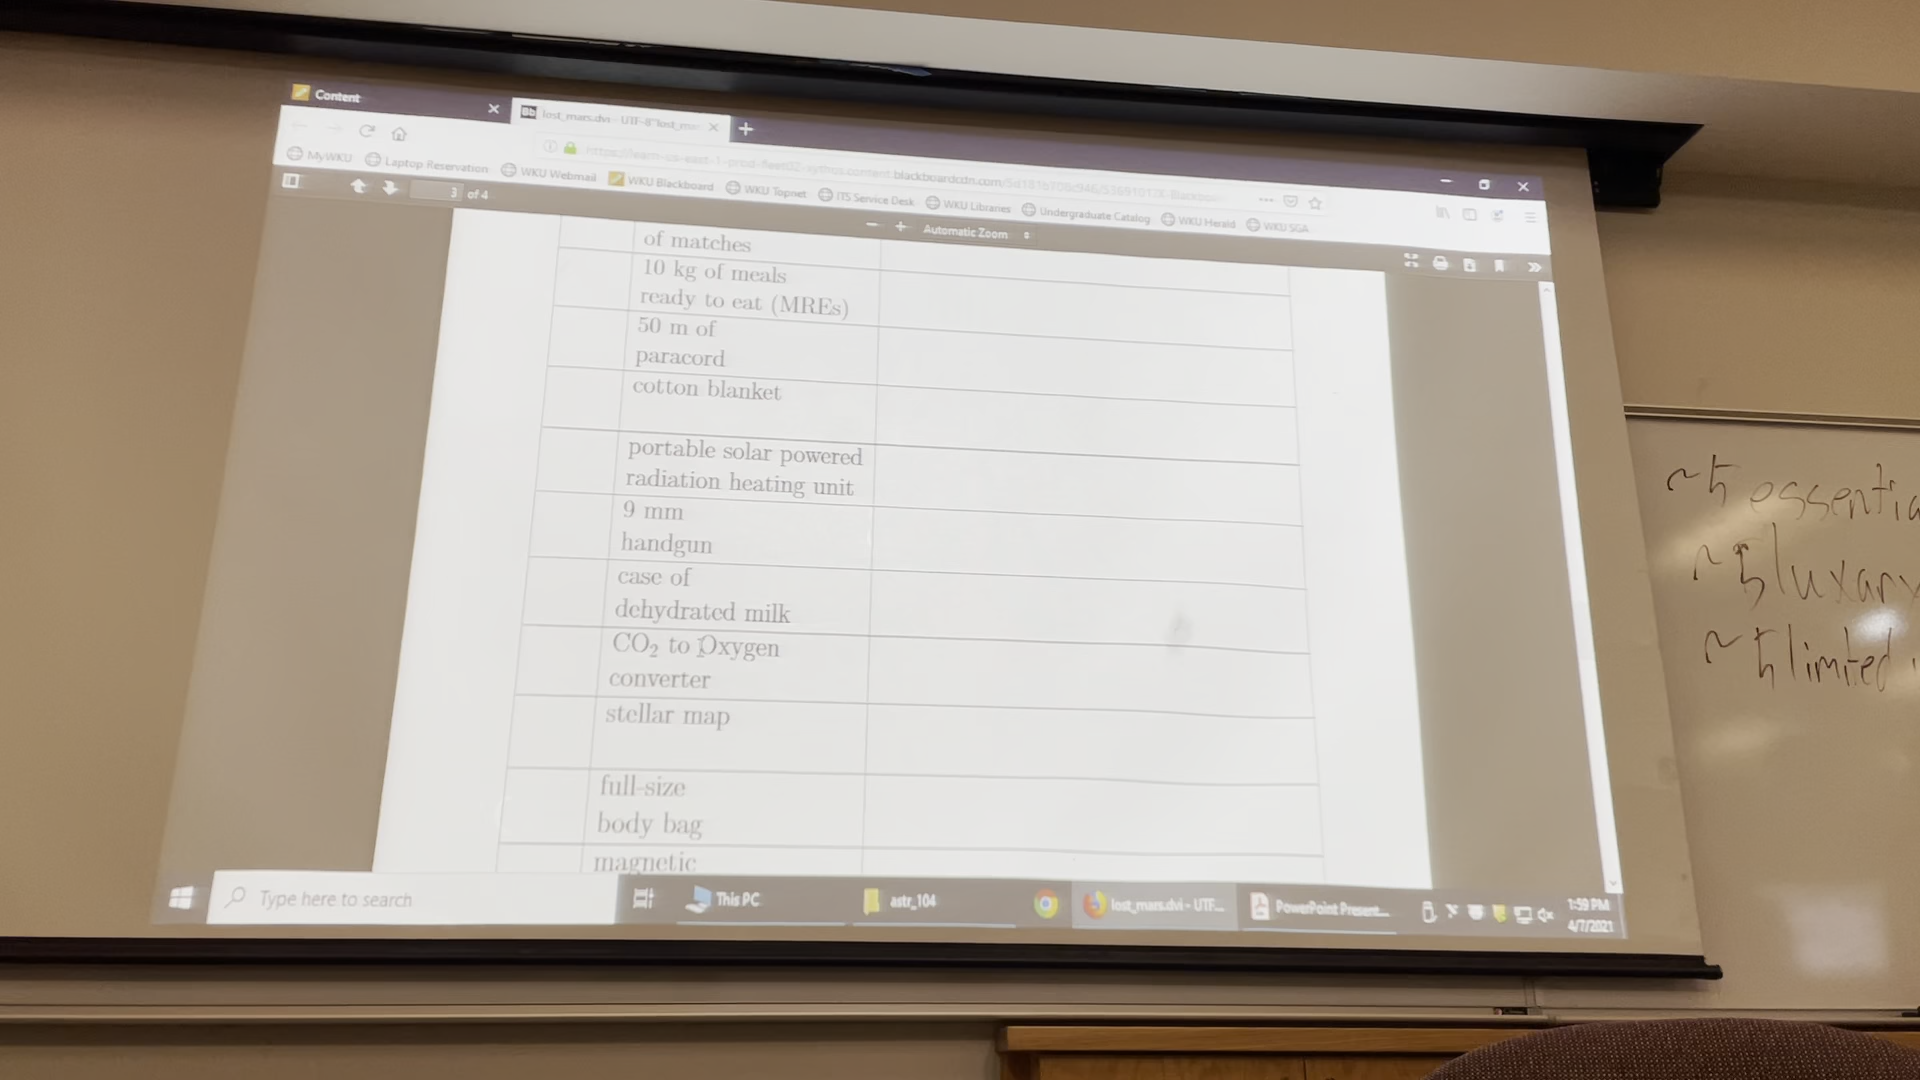 Content
lost_mars.dvi - UTF-8"lost_mar
MyWKU
Laptop Reservation
WKU Webmail
WKU Blackboard
WKU Topnet
ITS Service Desk
WKU Libraries
Undergraduate Catalog
WKU Herald
WKU SGA
3 of 4
Automatic Zoom
of matches
10 kg of meals
ready to eat (MREs)
50 m of
paracord
cotton blanket
portable solar powered
radiation heating unit
9 mm
handgun
case of
dehydrated milk
CO₂ to Oxygen
converter
stellar map
full-size
body bag
magnetic
~5 essentia
~5 luxary
~5 limited
Type here to search
This PC
astr_104
lost_mars.dvi - UTF...
PowerPoint Present...
1:59 PM
4/7/2021